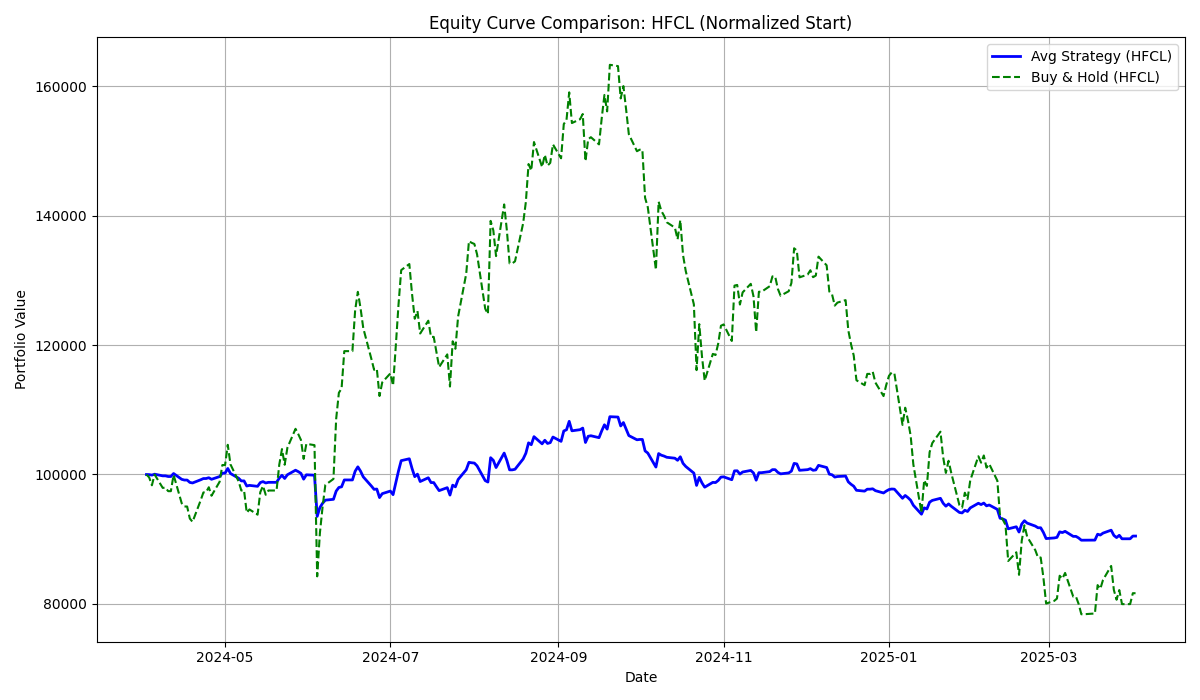 Equity Curve Comparison: HFCL (Normalized Start)
Avg Strategy (HFCL)
Buy & Hold (HFCL)
Portfolio Value
160000
140000
120000
100000
80000
2024-05
2024-07
2024-09
2024-11
2025-01
2025-03
Date